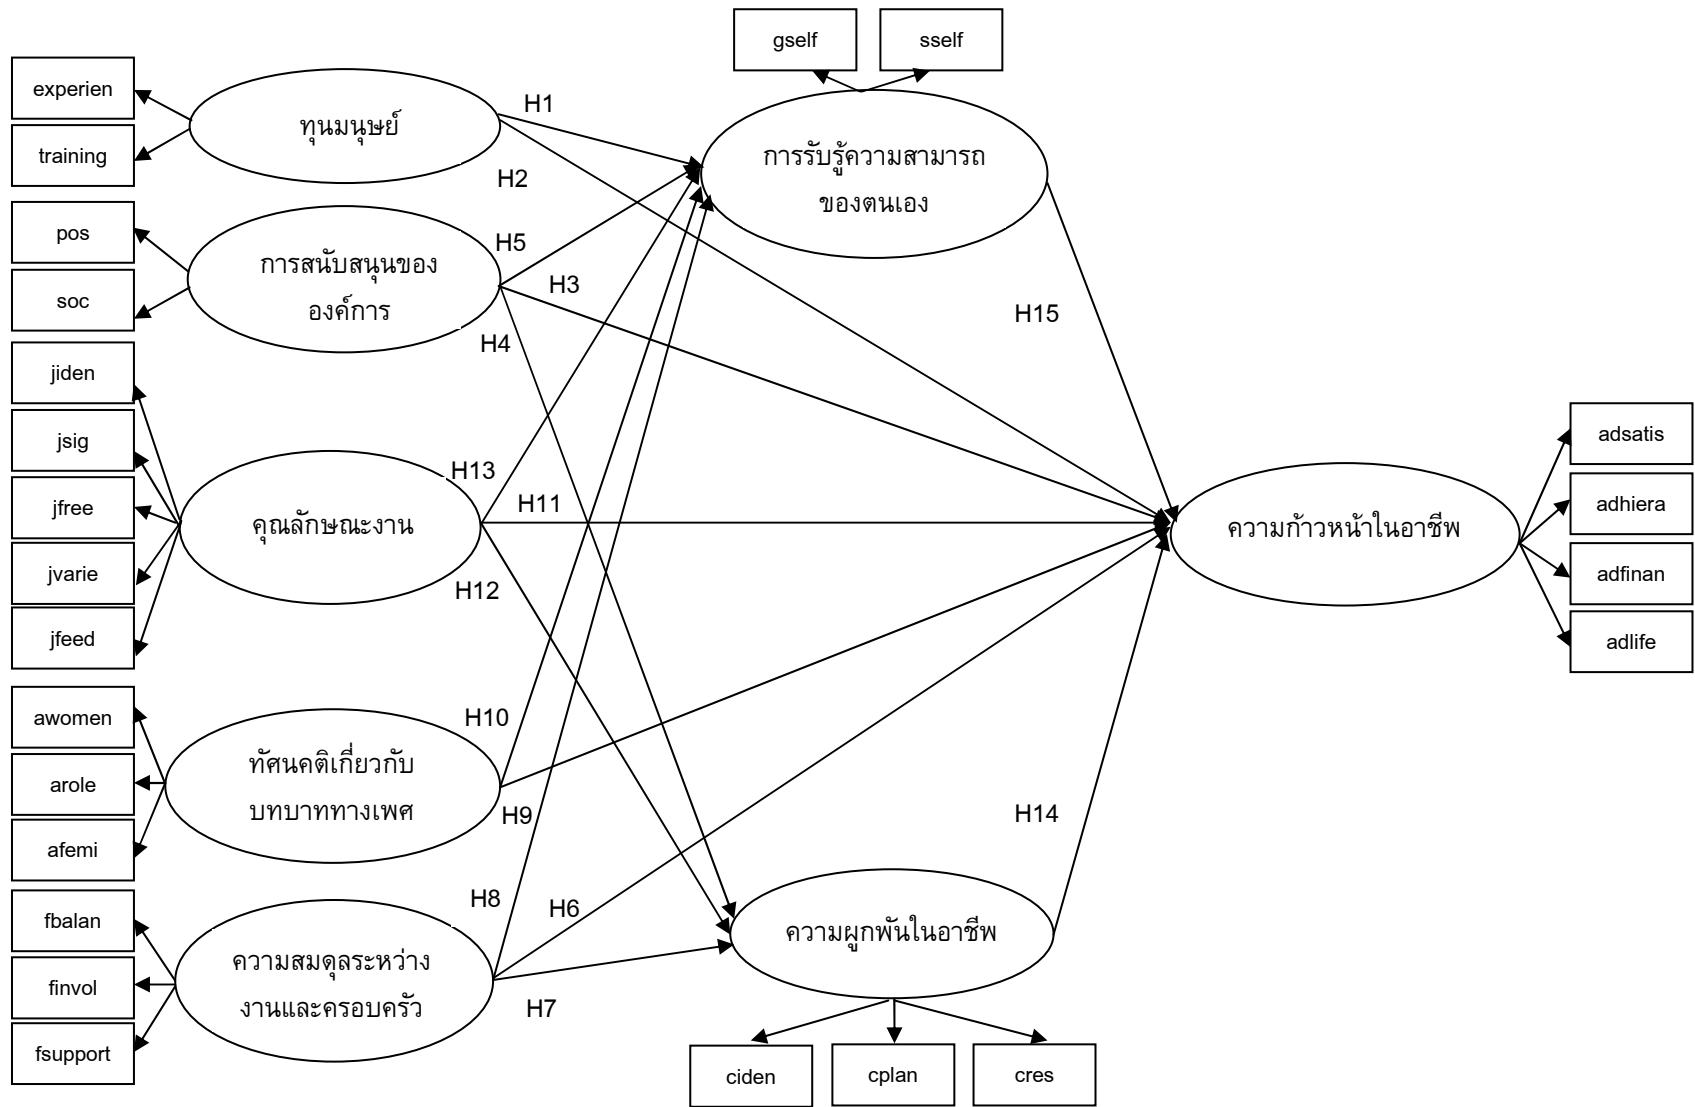 gself
sself
experien
training
ทุนมนุษย์
H1
H2
การรับรู้ความสามารถ
ของตนเอง
pos
soc
การสนับสนุนของ
องค์การ
H5
H3
H4
H15
jiden
jsig
jfree
jvarie
jfeed
คุณลักษณะงาน
H13
H11
H12
ความก้าวหน้าในอาชีพ
adsatis
adhiera
adfinan
adlife
awomen
arole
afemi
ทัศนคติเกี่ยวกับ
บทบาททางเพศ
H10
H9
H14
fbalan
finvol
fsupport
ความสมดุลระหว่าง
งานและครอบครัว
H8
H6
H7
ความผูกพันในอาชีพ
ciden
cplan
cres